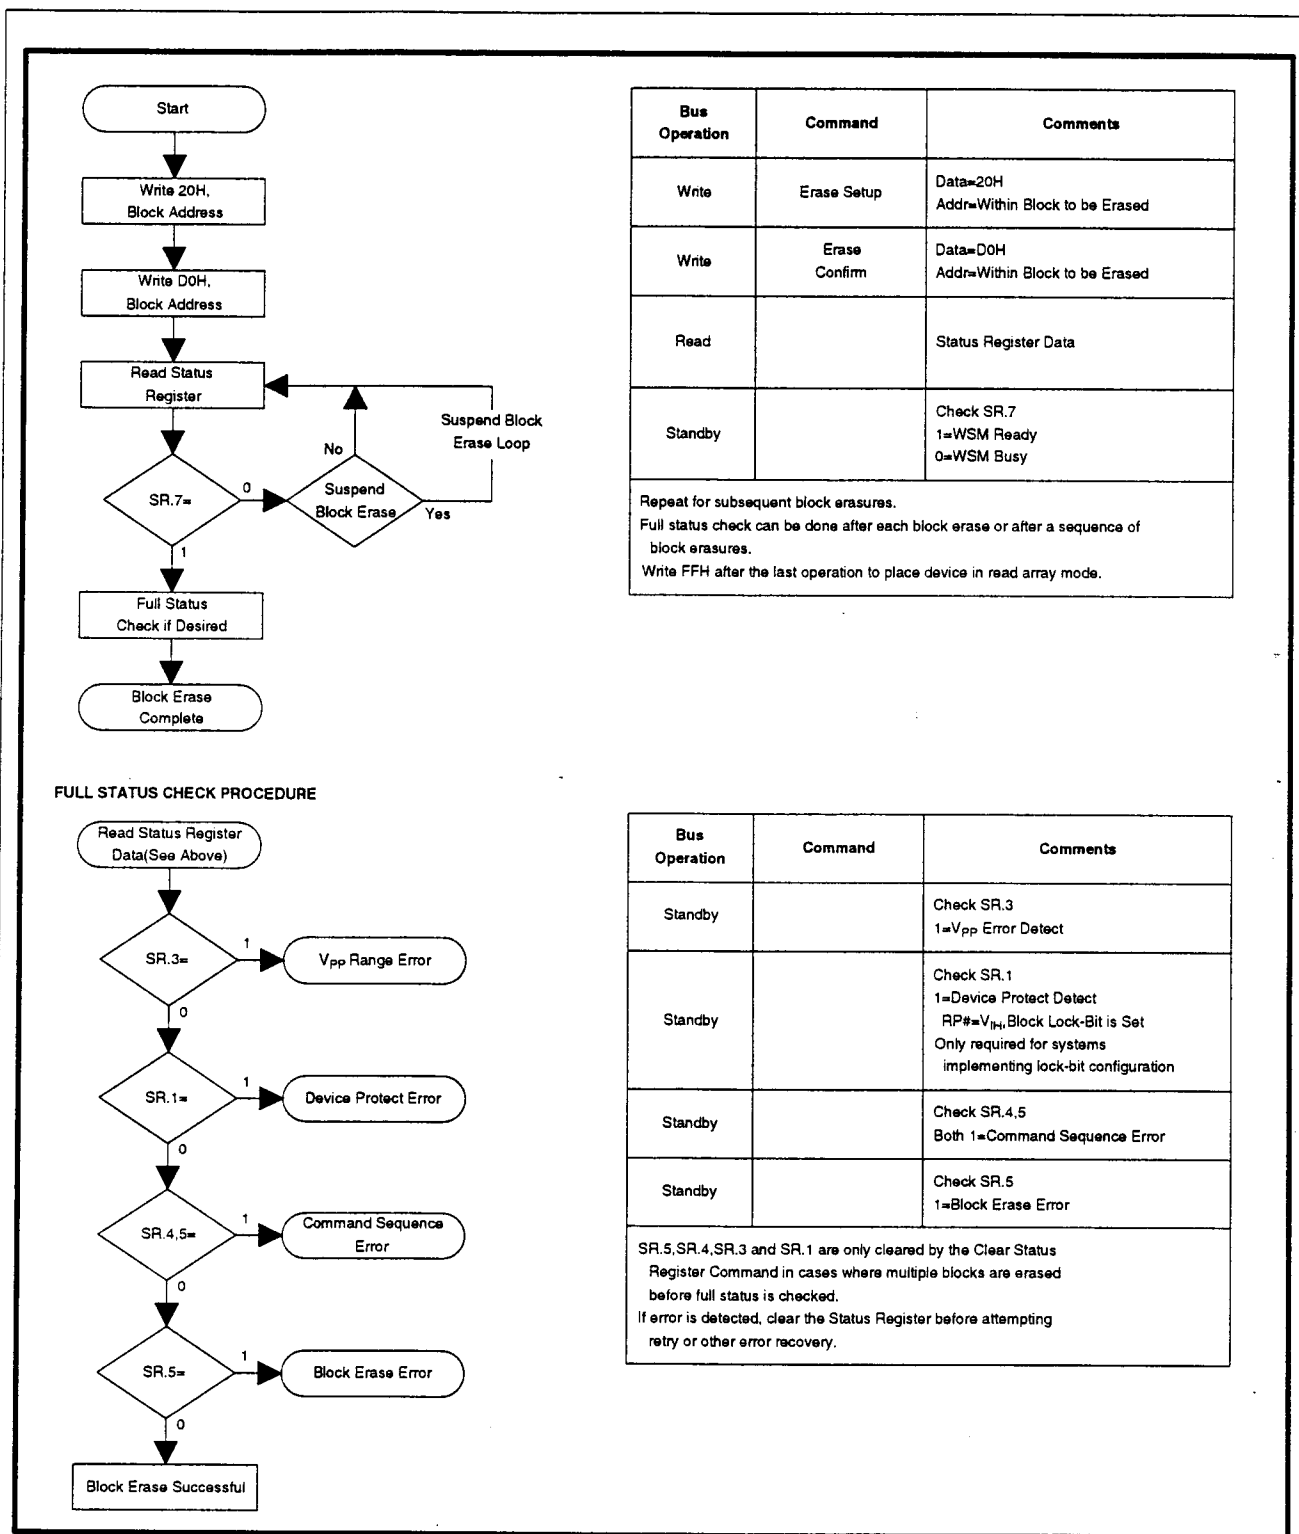 Start
Write 20H,
Block Address
Write D0H,
Block Address
Read Status
Register
Suspend Block
Erase Loop
No
SR.7=
0
Suspend
Block Erase
Yes
1
Full Status
Check if Desired
Block Erase
Complete
Bus
Operation
Command
Comments
Write
Erase Setup
Data=20H
Addr=Within Block to be Erased
Write
Erase
Confirm
Data=D0H
Addr=Within Block to be Erased
Read
Status Register Data
Standby
Check SR.7
1=WSM Ready
0=WSM Busy
Repeat for subsequent block erasures.
Full status check can be done after each block erase or after a sequence of
block erasures.
Write FFH after the last operation to place device in read array mode.
FULL STATUS CHECK PROCEDURE
Read Status Register
Data(See Above)
SR.3=
1
VPP Range Error
0
SR.1=
1
Device Protect Error
0
SR.4,5=
1
Command Sequence
Error
0
SR.5=
1
Block Erase Error
0
Block Erase Successful
Bus
Operation
Command
Comments
Standby
Check SR.3
1=VPP Error Detect
Standby
Check SR.1
1=Device Protect Detect
RP#=VIH,Block Lock-Bit is Set
Only required for systems
implementing lock-bit configuration
Standby
Check SR.4,5
Both 1=Command Sequence Error
Standby
Check SR.5
1=Block Erase Error
SR.5,SR.4,SR.3 and SR.1 are only cleared by the Clear Status
Register Command in cases where multiple blocks are erased
before full status is checked.
If error is detected, clear the Status Register before attempting
retry or other error recovery.